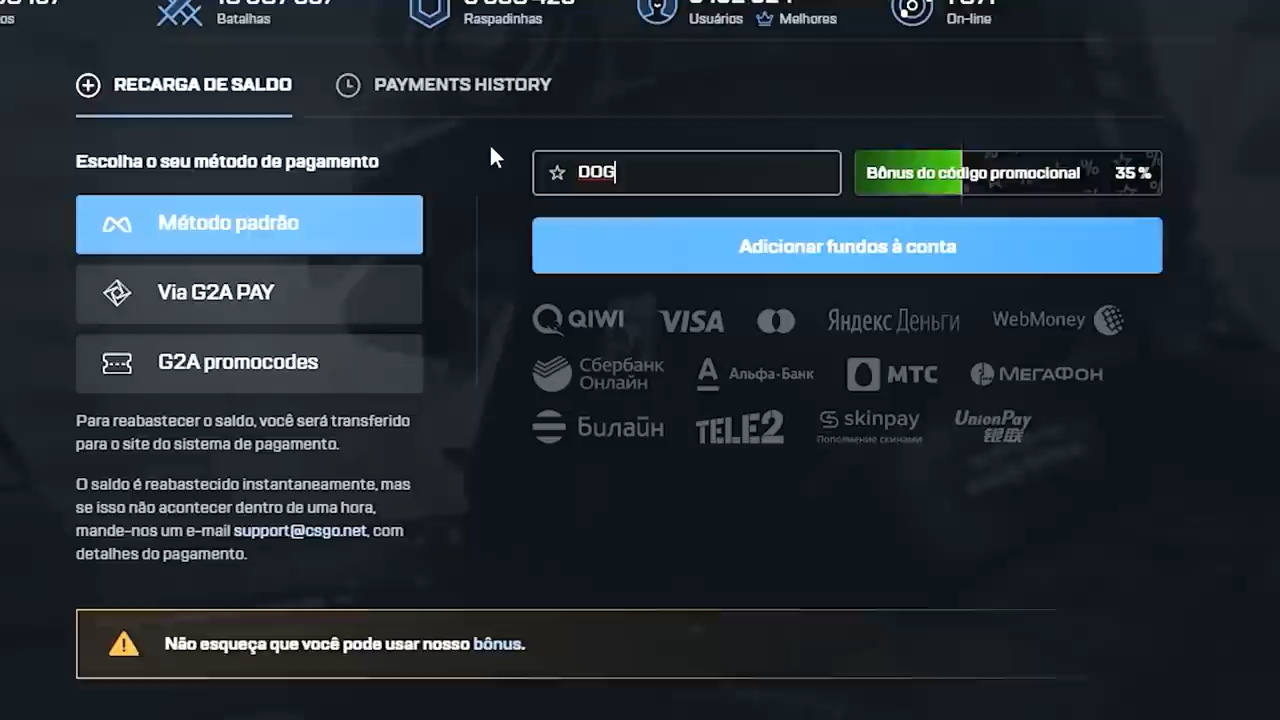 Batalhas
Raspadinhas
Usuários
Melhores
On-line
RECARGA DE SALDO
PAYMENTS HISTORY
Escolha o seu método de pagamento
DOG
Bônus do código promocional 35 %
Método padrão
Adicionar fundos à conta
Via G2A PAY
QIWI VISA Яндекс Деньги WebMoney
G2A promocodes
Сбербанк
Онлайн
Альфа·Банк МТС МЕГАФОН
Para reabastecer o saldo, você será transferido
para o site do sistema de pagamento.
Билайн TELE2 skinpay
Пополнение скинами
UnionPay
银联
O saldo é reabastecido instantaneamente, mas
se isso não acontecer dentro de uma hora,
mande-nos um e-mail support@csgo.net, com
detalhes do pagamento.
Não esqueça que você pode usar nosso bônus.